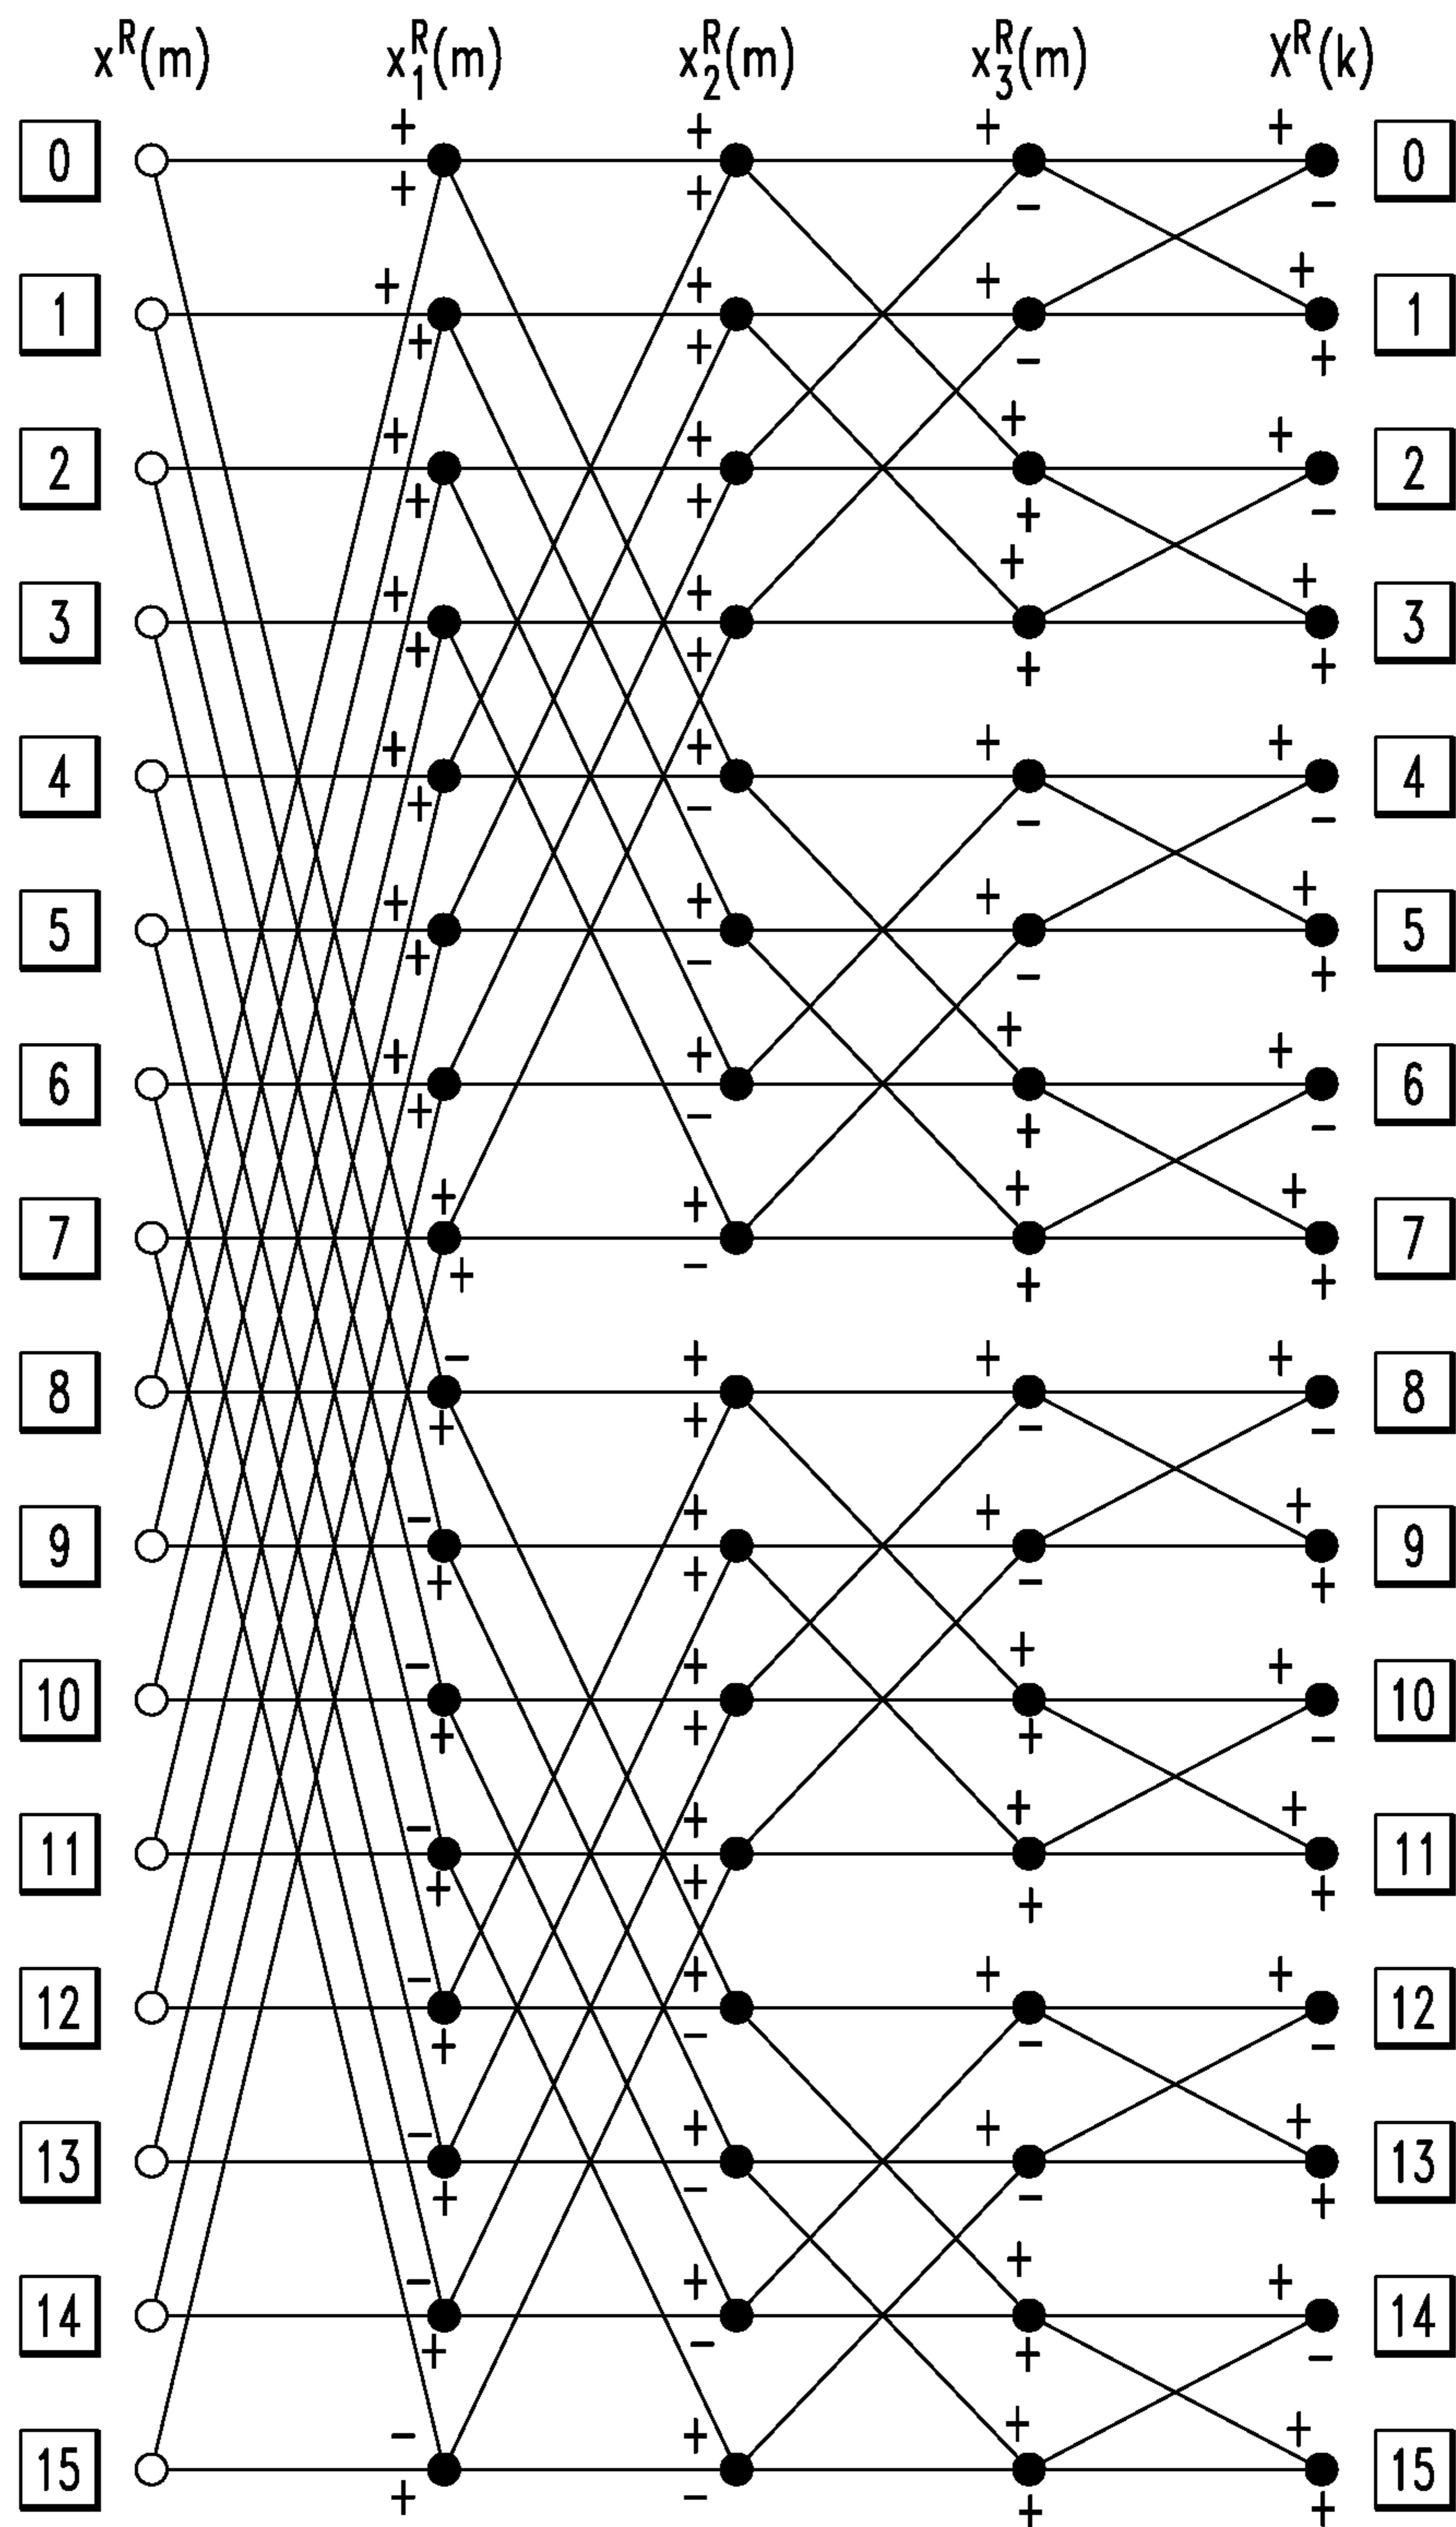 x^R(m) x_1^R(m) x_2^R(m) x_3^R(m) X^R(k)
+ + + +
0 0
+ + − −
+ + + +
1 1
+ + − +
+ + + +
2 2
+ + + −
+ + + +
3 3
+ + + +
+ + + +
4 4
+ − − −
+ + + +
5 5
+ − − +
+ + + +
6 6
+ − + −
+ + + +
7 7
+ − + +
− + + +
8 8
+ + − −
− + + +
9 9
+ + − +
− + + +
10 10
+ + + −
− + + +
11 11
+ + + +
− + + +
12 12
+ − − −
− + + +
13 13
+ − − +
− + + +
14 14
+ − + −
− + + +
15 15
+ − + +